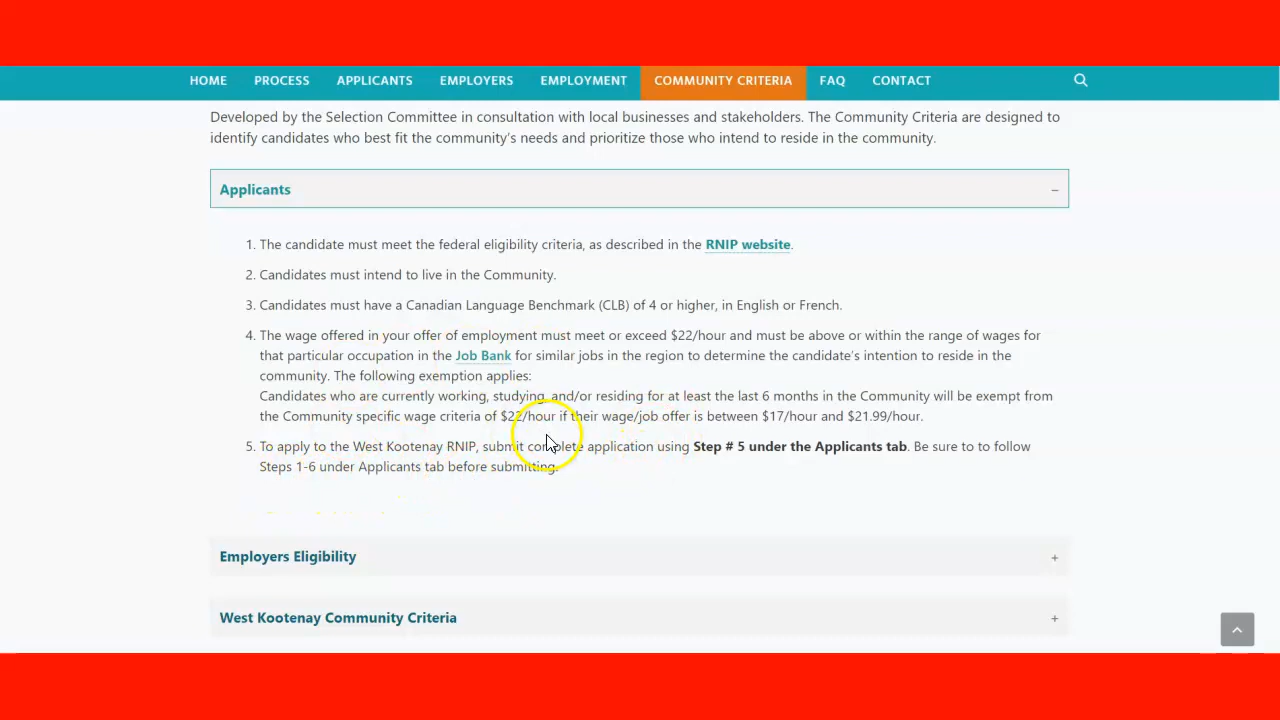 HOME PROCESS APPLICANTS EMPLOYERS EMPLOYMENT COMMUNITY CRITERIA FAQ CONTACT
Developed by the Selection Committee in consultation with local businesses and stakeholders. The Community Criteria are designed to
identify candidates who best fit the community's needs and prioritize those who intend to reside in the community.
Applicants −
1. The candidate must meet the federal eligibility criteria, as described in the RNIP website.
2. Candidates must intend to live in the Community.
3. Candidates must have a Canadian Language Benchmark (CLB) of 4 or higher, in English or French.
4. The wage offered in your offer of employment must meet or exceed $22/hour and must be above or within the range of wages for
that particular occupation in the Job Bank for similar jobs in the region to determine the candidate's intention to reside in the
community. The following exemption applies:
Candidates who are currently working, studying, and/or residing for at least the last 6 months in the Community will be exempt from
the Community specific wage criteria of $22/hour if their wage/job offer is between $17/hour and $21.99/hour.
5. To apply to the West Kootenay RNIP, submit complete application using Step # 5 under the Applicants tab. Be sure to to follow
Steps 1-6 under Applicants tab before submitting.
Employers Eligibility +
West Kootenay Community Criteria +